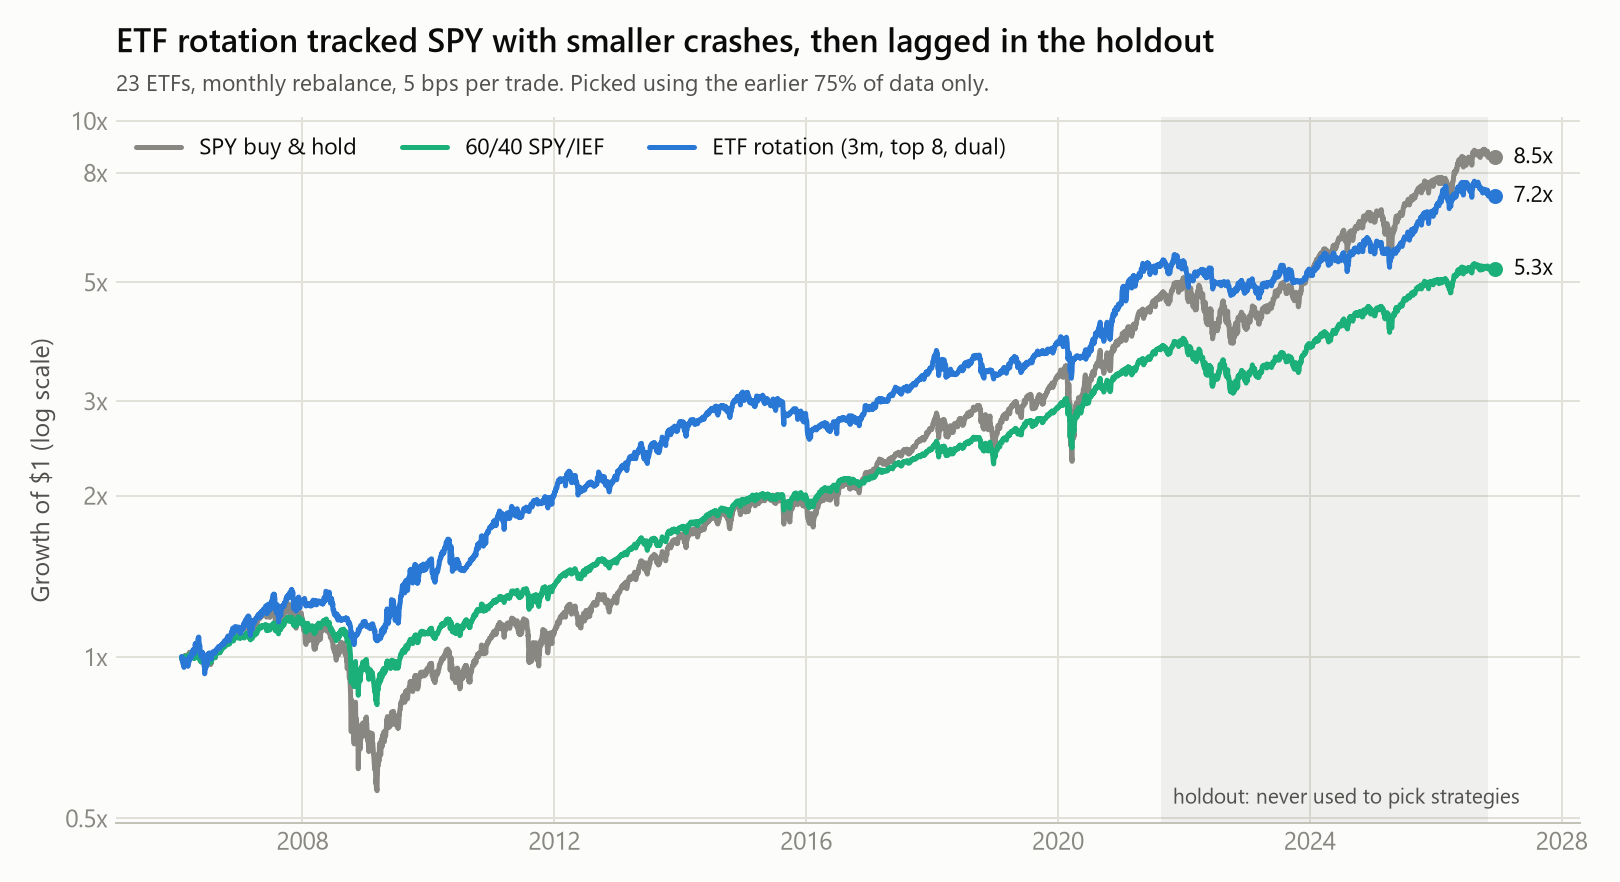 ETF rotation tracked SPY with smaller crashes, then lagged in the holdout
23 ETFs, monthly rebalance, 5 bps per trade. Picked using the earlier 75% of data only.
SPY buy & hold
60/40 SPY/IEF
ETF rotation (3m, top 8, dual)
10x
8x
5x
3x
2x
1x
0.5x
Growth of $1 (log scale)
8.5x
7.2x
5.3x
holdout: never used to pick strategies
2008
2012
2016
2020
2024
2028